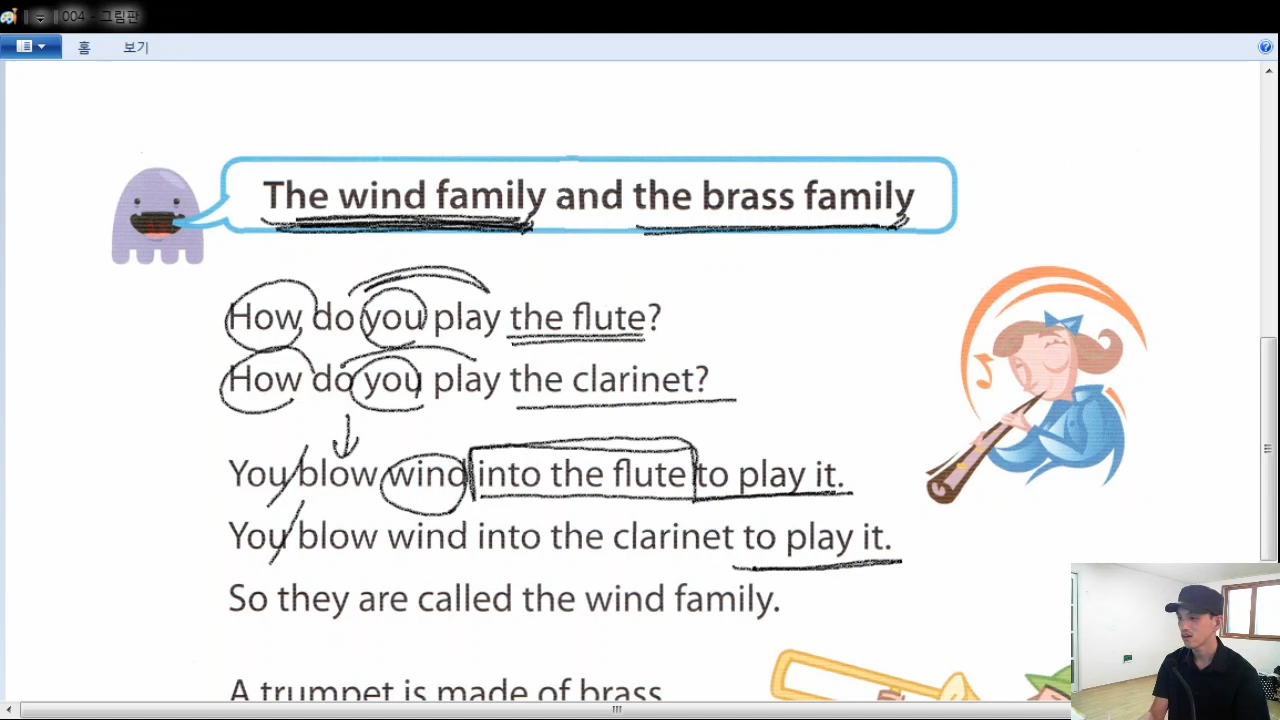 004 - 그림판
홈 보기
The wind family and the brass family
How do you play the flute?
How do you play the clarinet?
You blow wind into the flute to play it.
You blow wind into the clarinet to play it.
So they are called the wind family.
A trumpet is made of brass